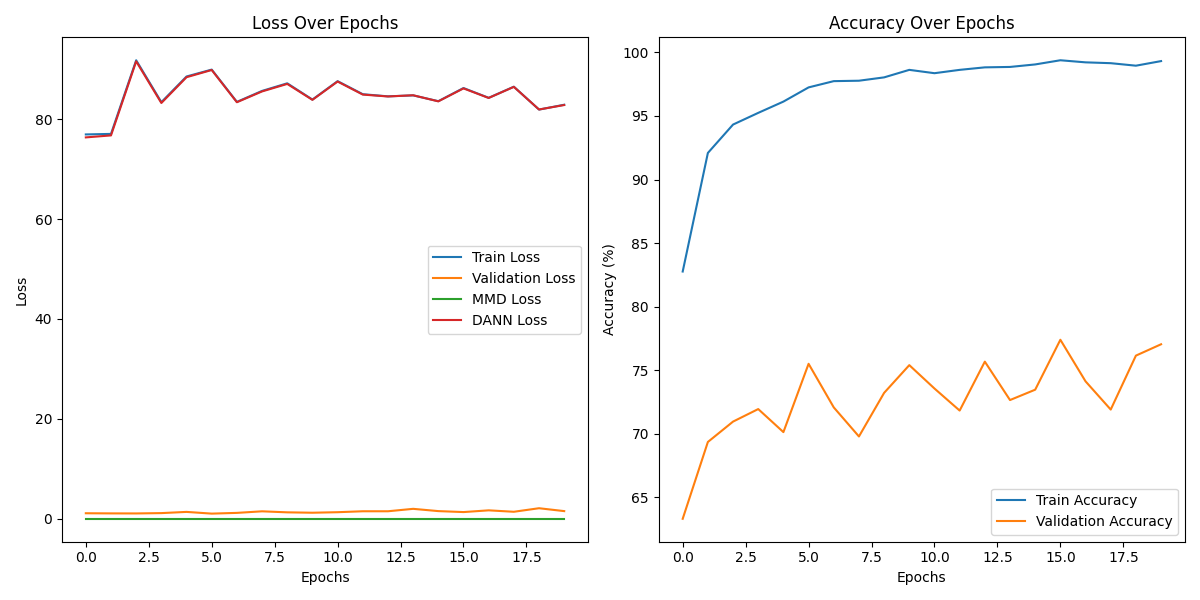 Loss Over Epochs
80
60
40
20
0
Loss
0.0 2.5 5.0 7.5 10.0 12.5 15.0 17.5
Epochs
Train Loss
Validation Loss
MMD Loss
DANN Loss
Accuracy Over Epochs
100
95
90
85
80
75
70
65
Accuracy (%)
0.0 2.5 5.0 7.5 10.0 12.5 15.0 17.5
Epochs
Train Accuracy
Validation Accuracy